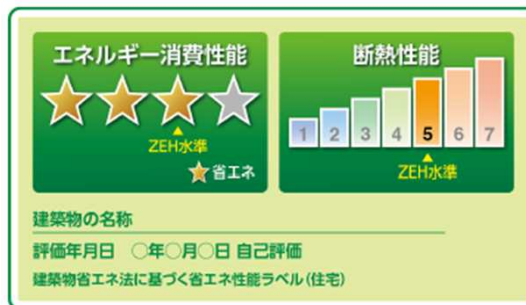 エネルギー消費性能
ZEH水準
省エネ
断熱性能
1 2 3 4 5 6 7
ZEH水準
建築物の名称
評価年月日 ○年○月○日 自己評価
建築物省エネ法に基づく省エネ性能ラベル(住宅)